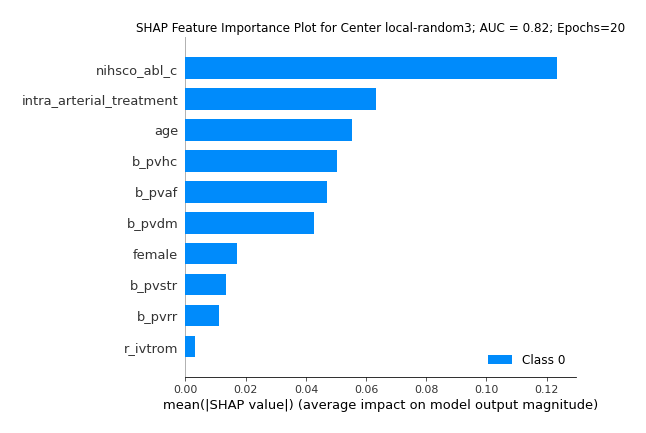 SHAP Feature Importance Plot for Center local-random3; AUC = 0.82; Epochs=20
nihsco_abl_c
intra_arterial_treatment
age
b_pvhc
b_pvaf
b_pvdm
female
b_pvstr
b_pvrr
r_ivtrom
Class 0
0.00 0.02 0.04 0.06 0.08 0.10 0.12
mean(|SHAP value|) (average impact on model output magnitude)